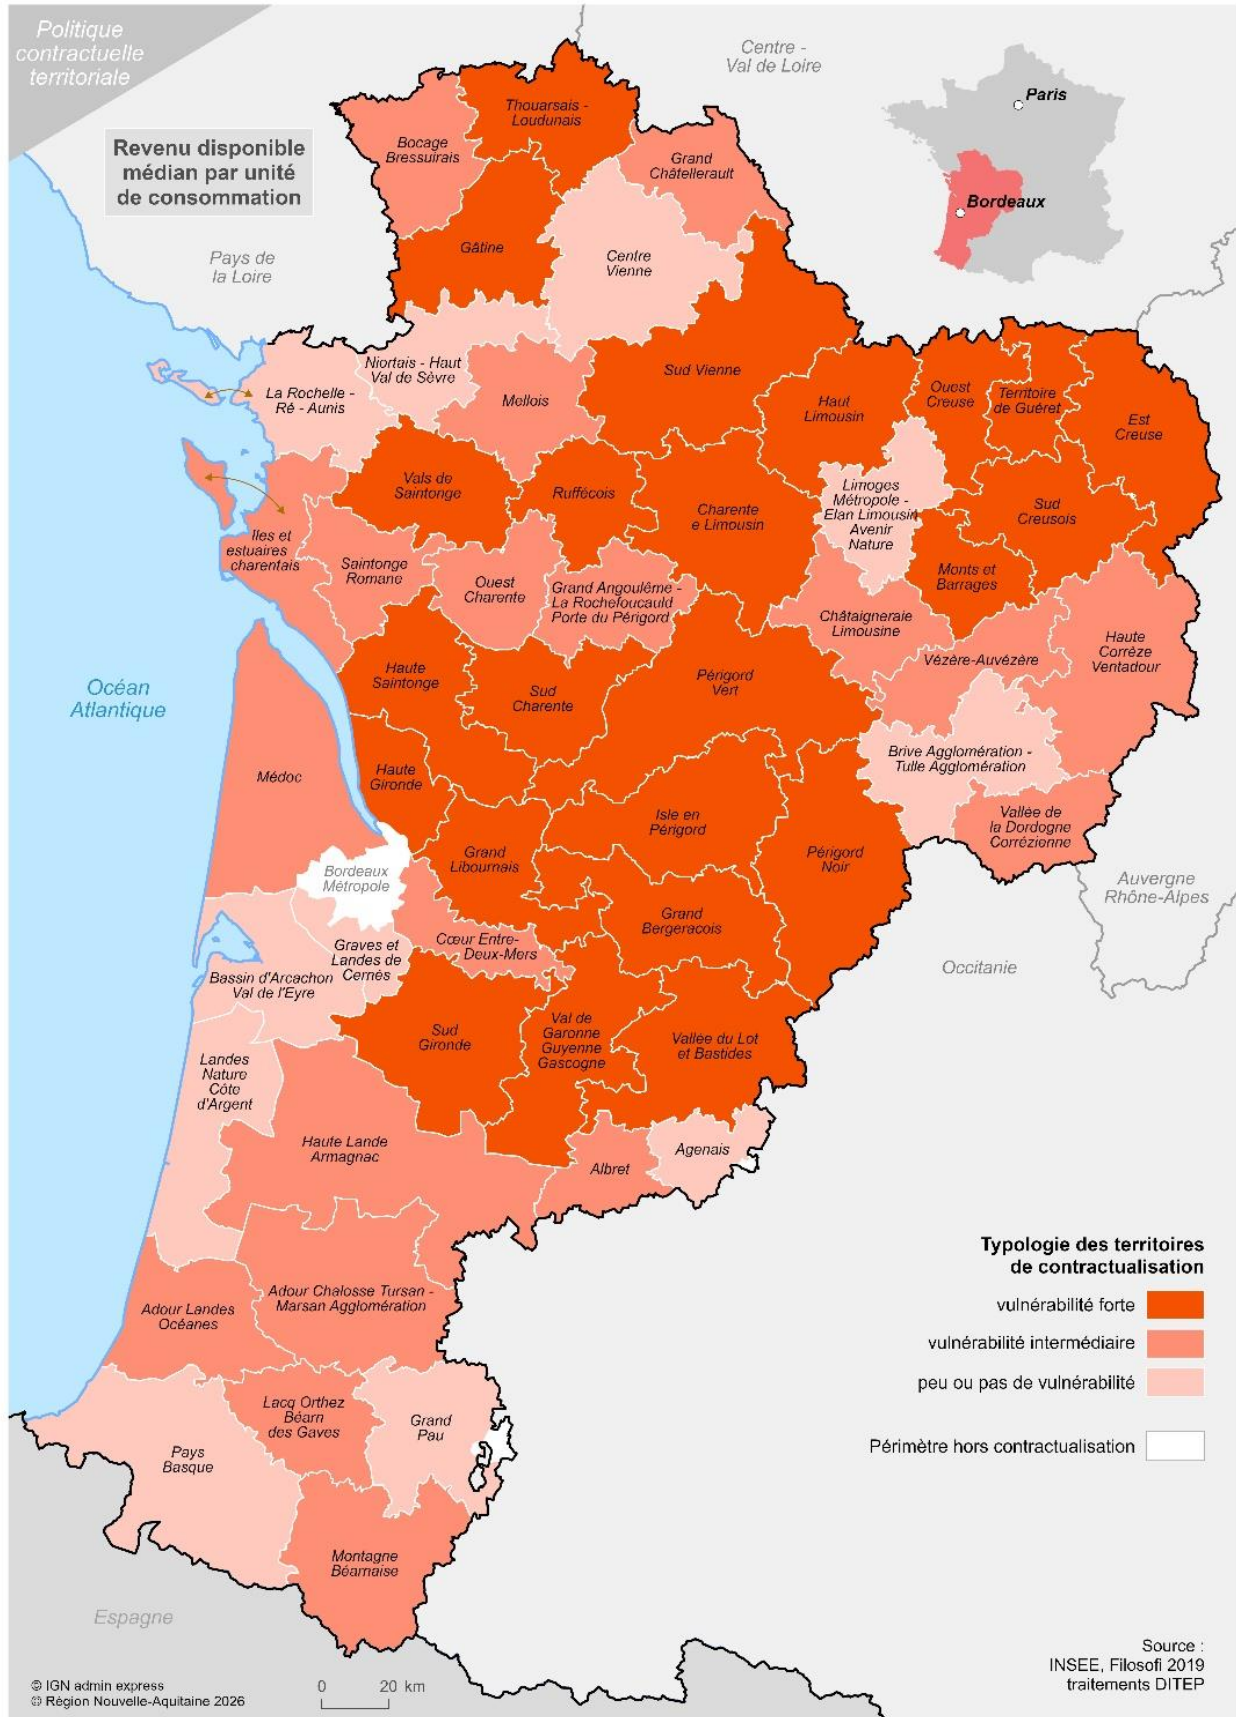 Politique
contractuelle
territoriale
Centre -
Val de Loire
Paris
Bordeaux
Revenu disponible
médian par unité
de consommation
Pays de
la Loire
Thouarsais -
Loudunais
Bocage
Bressuirais
Grand
Châtellerault
Gâtine
Centre
Vienne
Niortais - Haut
Val de Sèvre
La Rochelle -
Ré - Aunis
Mellois
Sud Vienne
Haut
Limousin
Ouest
Creuse
Territoire
de Guéret
Est
Creuse
Vals de
Saintonge
Ruffécois
Charente
e Limousin
Limoges
Métropole -
Elan Limousin
Avenir
Nature
Sud
Creusois
Iles et
estuaires
charentais
Saintonge
Romane
Ouest
Charente
Grand Angoulême -
La Rochefoucauld
Porte du Périgord
Monts et
Barrages
Châtaigneraie
Limousine
Vézère-Auvézère
Haute
Corrèze
Ventadour
Océan
Atlantique
Haute
Saintonge
Sud
Charente
Périgord
Vert
Brive Agglomération -
Tulle Agglomération
Médoc
Haute
Gironde
Isle en
Périgord
Vallée de
la Dordogne
Corrézienne
Grand
Libournais
Périgord
Noir
Bordeaux
Métropole
Auvergne
Rhône-Alpes
Grand
Bergeracois
Cœur Entre-
Deux-Mers
Graves et
Landes de
Cernès
Bassin d'Arcachon
Val de l'Eyre
Occitanie
Sud
Gironde
Val de
Garonne
Guyenne
Gascogne
Vallée du Lot
et Bastides
Landes
Nature
Côte
d'Argent
Haute Lande
Armagnac
Albret
Agenais
Adour Chalosse Tursan -
Marsan Agglomération
Adour Landes
Océanes
Lacq Orthez
Béarn
des Gaves
Grand
Pau
Pays
Basque
Montagne
Béarnaise
Espagne
Typologie des territoires
de contractualisation
vulnérabilité forte
vulnérabilité intermédiaire
peu ou pas de vulnérabilité
Périmètre hors contractualisation
Source :
INSEE, Filosofi 2019
traitements DITEP
© IGN admin express
© Région Nouvelle-Aquitaine 2026
0 20 km